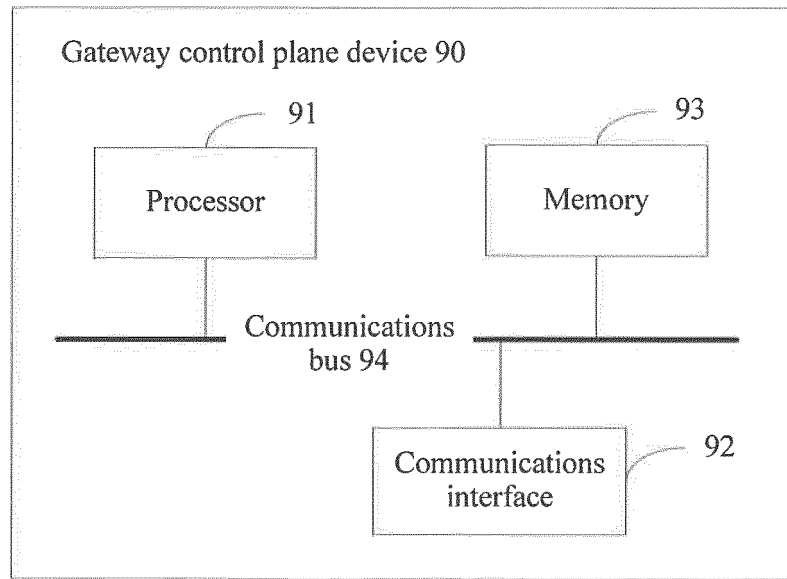 Gateway control plane device 90
91
93
Processor
Memory
Communications
bus 94
92
Communications
interface